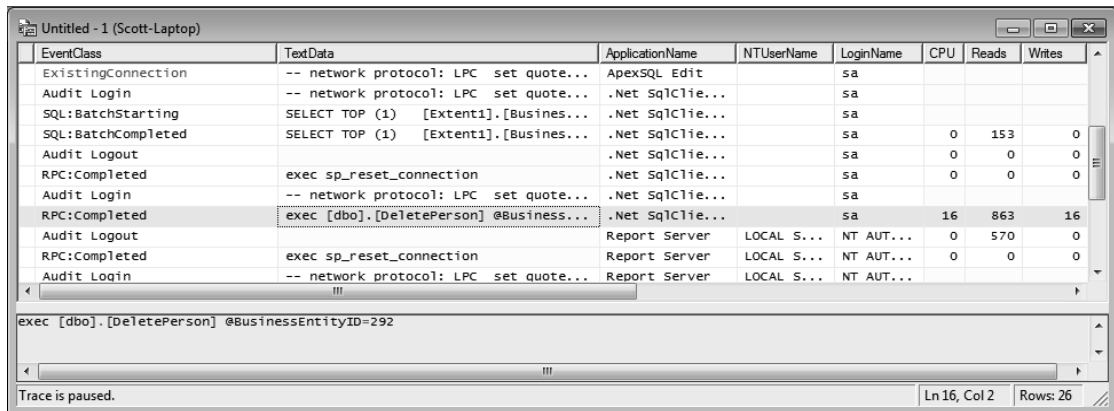 Untitled - 1 (Scott-Laptop)
EventClass TextData ApplicationName NTUserName LoginName CPU Reads Writes
ExistingConnection -- network protocol: LPC set quote... ApexSQL Edit sa
Audit Login -- network protocol: LPC set quote... .Net SqlClie... sa
SQL:BatchStarting SELECT TOP (1) [Extent1].[Busines... .Net SqlClie... sa
SQL:BatchCompleted SELECT TOP (1) [Extent1].[Busines... .Net SqlClie... sa 0 153 0
Audit Logout .Net SqlClie... sa 0 0 0
RPC:Completed exec sp_reset_connection .Net SqlClie... sa 0 0 0
Audit Login -- network protocol: LPC set quote... .Net SqlClie... sa
RPC:Completed exec [dbo].[DeletePerson] @Business... .Net SqlClie... sa 16 863 16
Audit Logout Report Server LOCAL S... NT AUT... 0 570 0
RPC:Completed exec sp_reset_connection Report Server LOCAL S... NT AUT... 0 0 0
Audit Login -- network protocol: LPC set quote... Report Server LOCAL S... NT AUT...
exec [dbo].[DeletePerson] @BusinessEntityID=292
Trace is paused. Ln 16, Col 2 Rows: 26